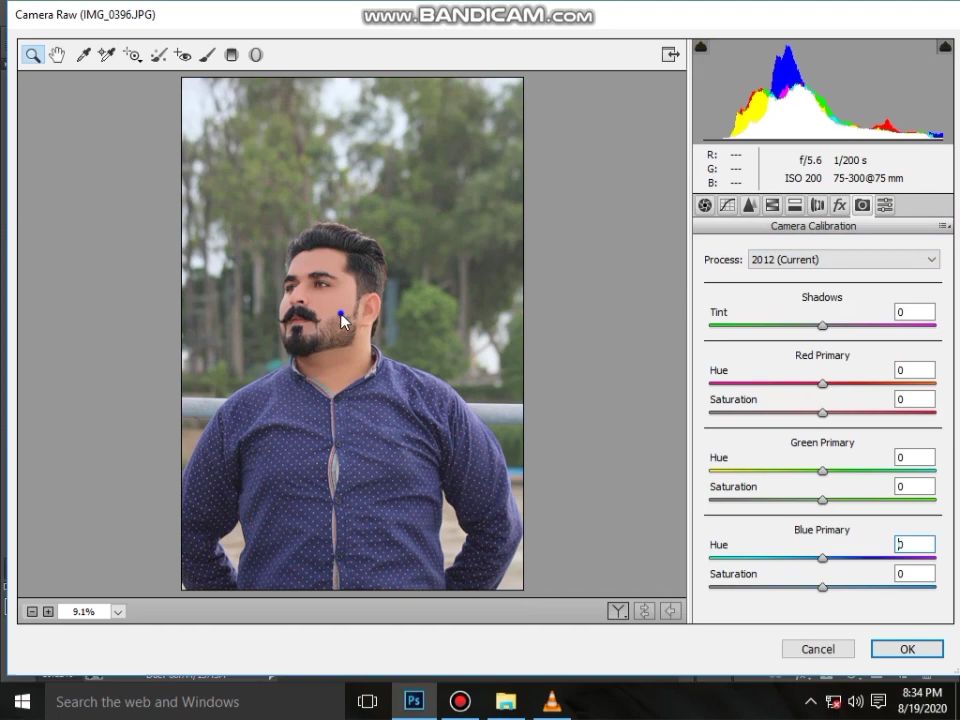 Camera Raw (IMG_0396.JPG)
www.BANDICAM.com
R: ---
G: ---
B: ---
f/5.6 1/200 s
ISO 200 75-300@75 mm
fx
Camera Calibration
Process: 2012 (Current)
Shadows
Tint 0
Red Primary
Hue 0
Saturation 0
Green Primary
Hue 0
Saturation 0
Blue Primary
Hue 0
Saturation 0
9.1%
Y
Cancel OK
Search the web and Windows
Ps
8:34 PM
8/19/2020